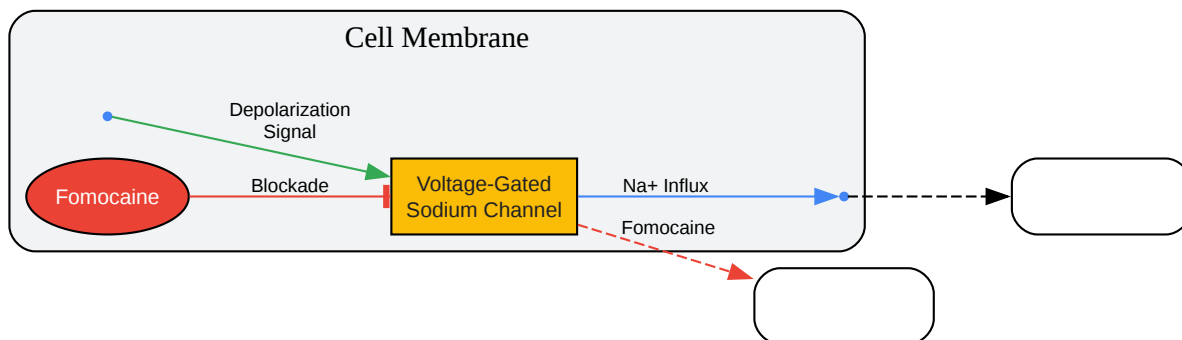 Cell Membrane
Depolarization
Signal
Fomocaine
Blockade
Voltage-Gated
Sodium Channel
Na+ Influx
Fomocaine